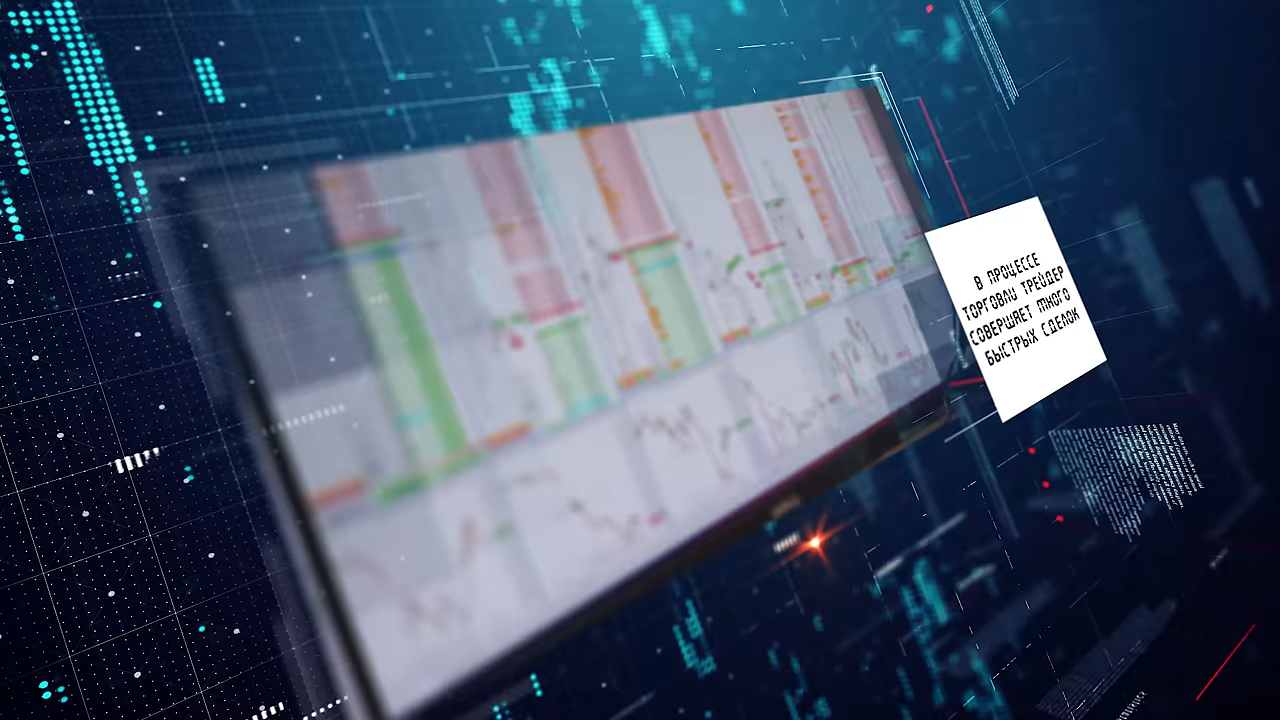 В ПРОЦЕССЕ
ТОРГОВЛИ ТРЕЙДЕР
СОВЕРШАЕТ МНОГО
БЫСТРЫХ СДЕЛОК